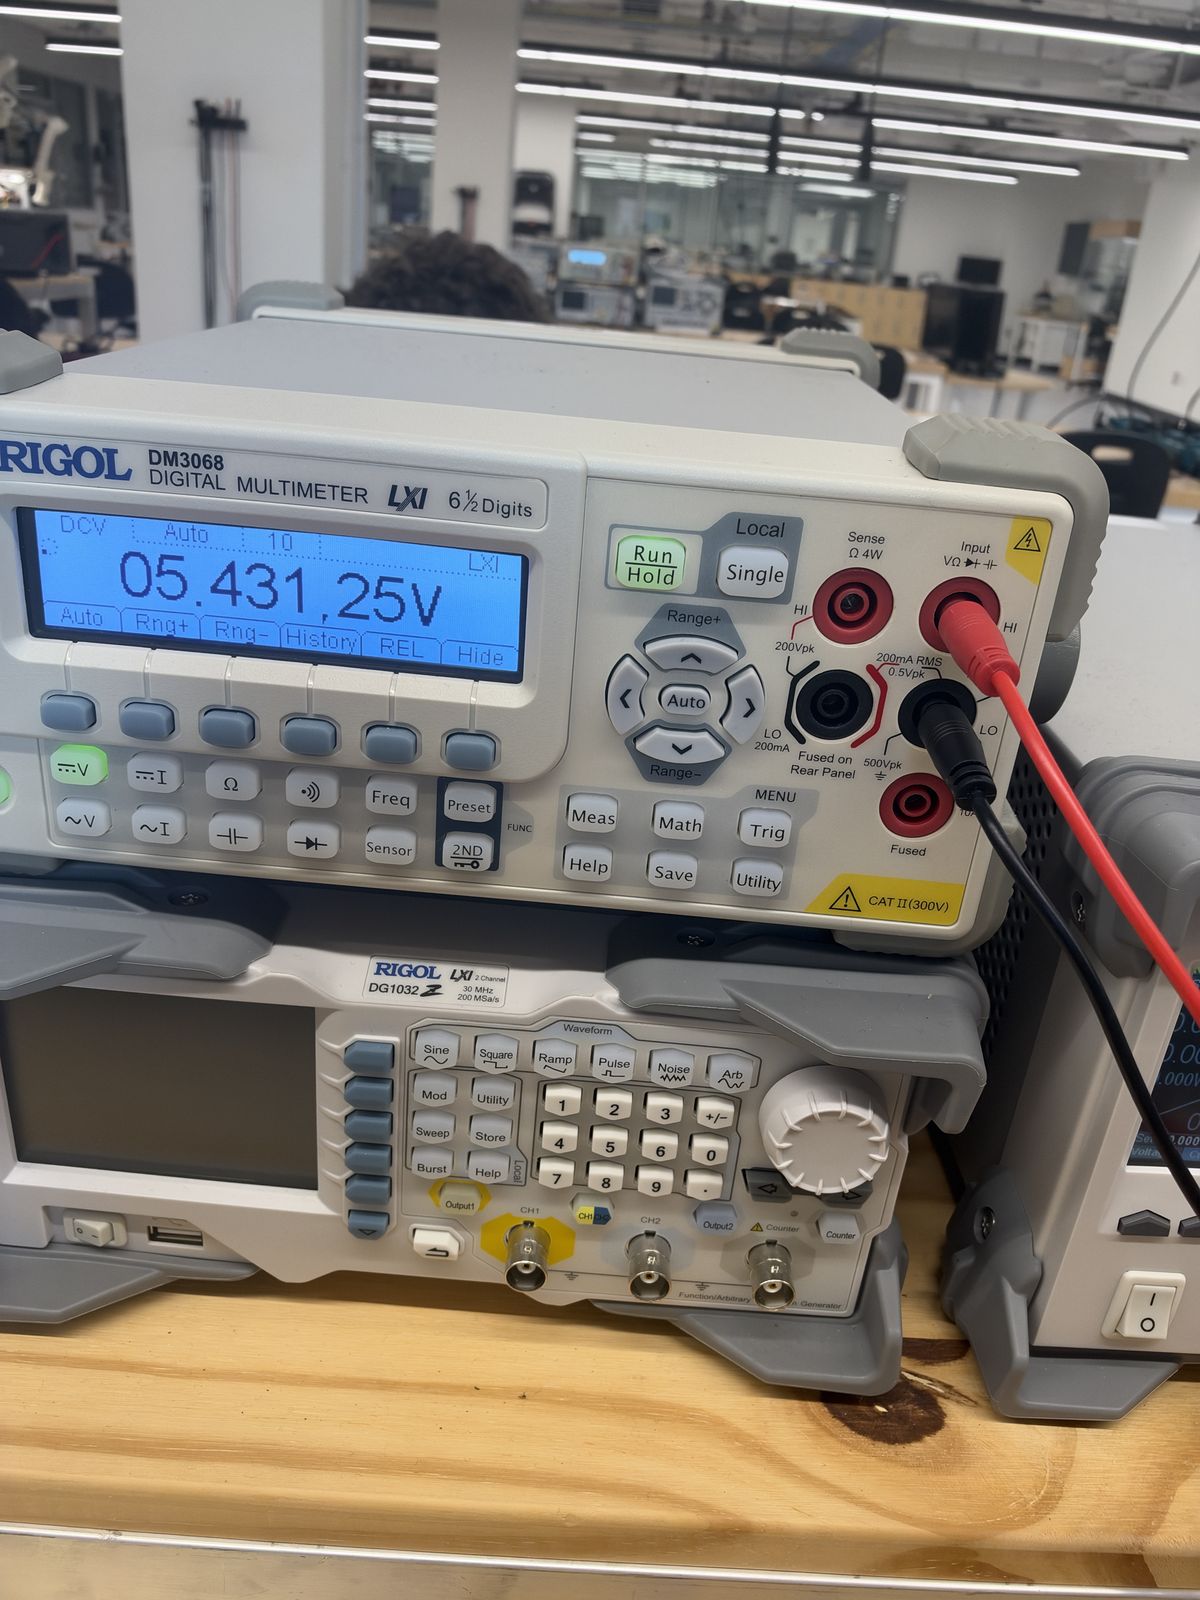 RIGOL DM3068
DIGITAL MULTIMETER LXI 6 ½ Digits
DCV Auto 10 LXI
05.431,25V
Auto Rng+ Rng- History REL Hide
Run
Hold
Local
Single
Range+
Auto
Range-
Sense
Ω 4W
Input
VΩ
HI
HI
200Vpk
200mA RMS
0.5Vpk
LO
200mA
Fused on
Rear Panel
500Vpk
LO
Fused
V I Ω Freq Preset
~V ~I Sensor 2ND
FUNC
MENU
Meas Math Trig
Help Save Utility
CAT II (300V)
RIGOL LXI 2 Channel
DG1032 Z 30 MHz
200 MSa/s
Waveform
Sine Square Ramp Pulse Noise Arb
Mod Utility 1 2 3 +/-
Sweep Store 4 5 6 0
Burst Help 7 8 9 .
Local
Output1 CH1 CH1 CH2 CH2 Output2 Counter Counter
Function/Arbitrary Generator
I
O